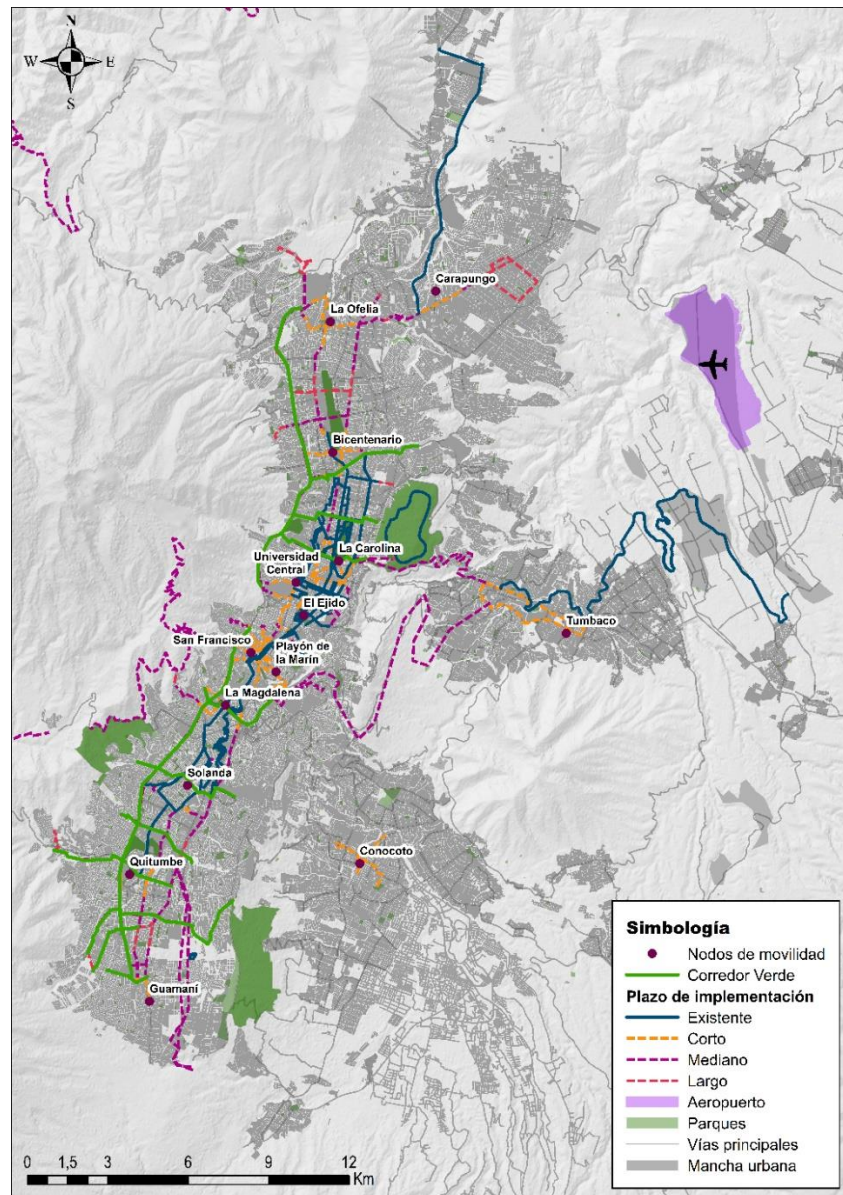 N
W E
S
Carapungo
La Ofelia
Bicentenario
La Carolina
Universidad
Central
El Ejido
Tumbaco
San Francisco
Playón de
la Marín
La Magdalena
Solanda
Conocoto
Quitumbe
Guamaní
Simbología
Nodos de movilidad
Corredor Verde
Plazo de implementación
Existente
Corto
Mediano
Largo
Aeropuerto
Parques
Vías principales
Mancha urbana
0 1,5 3 6 9 12
Km